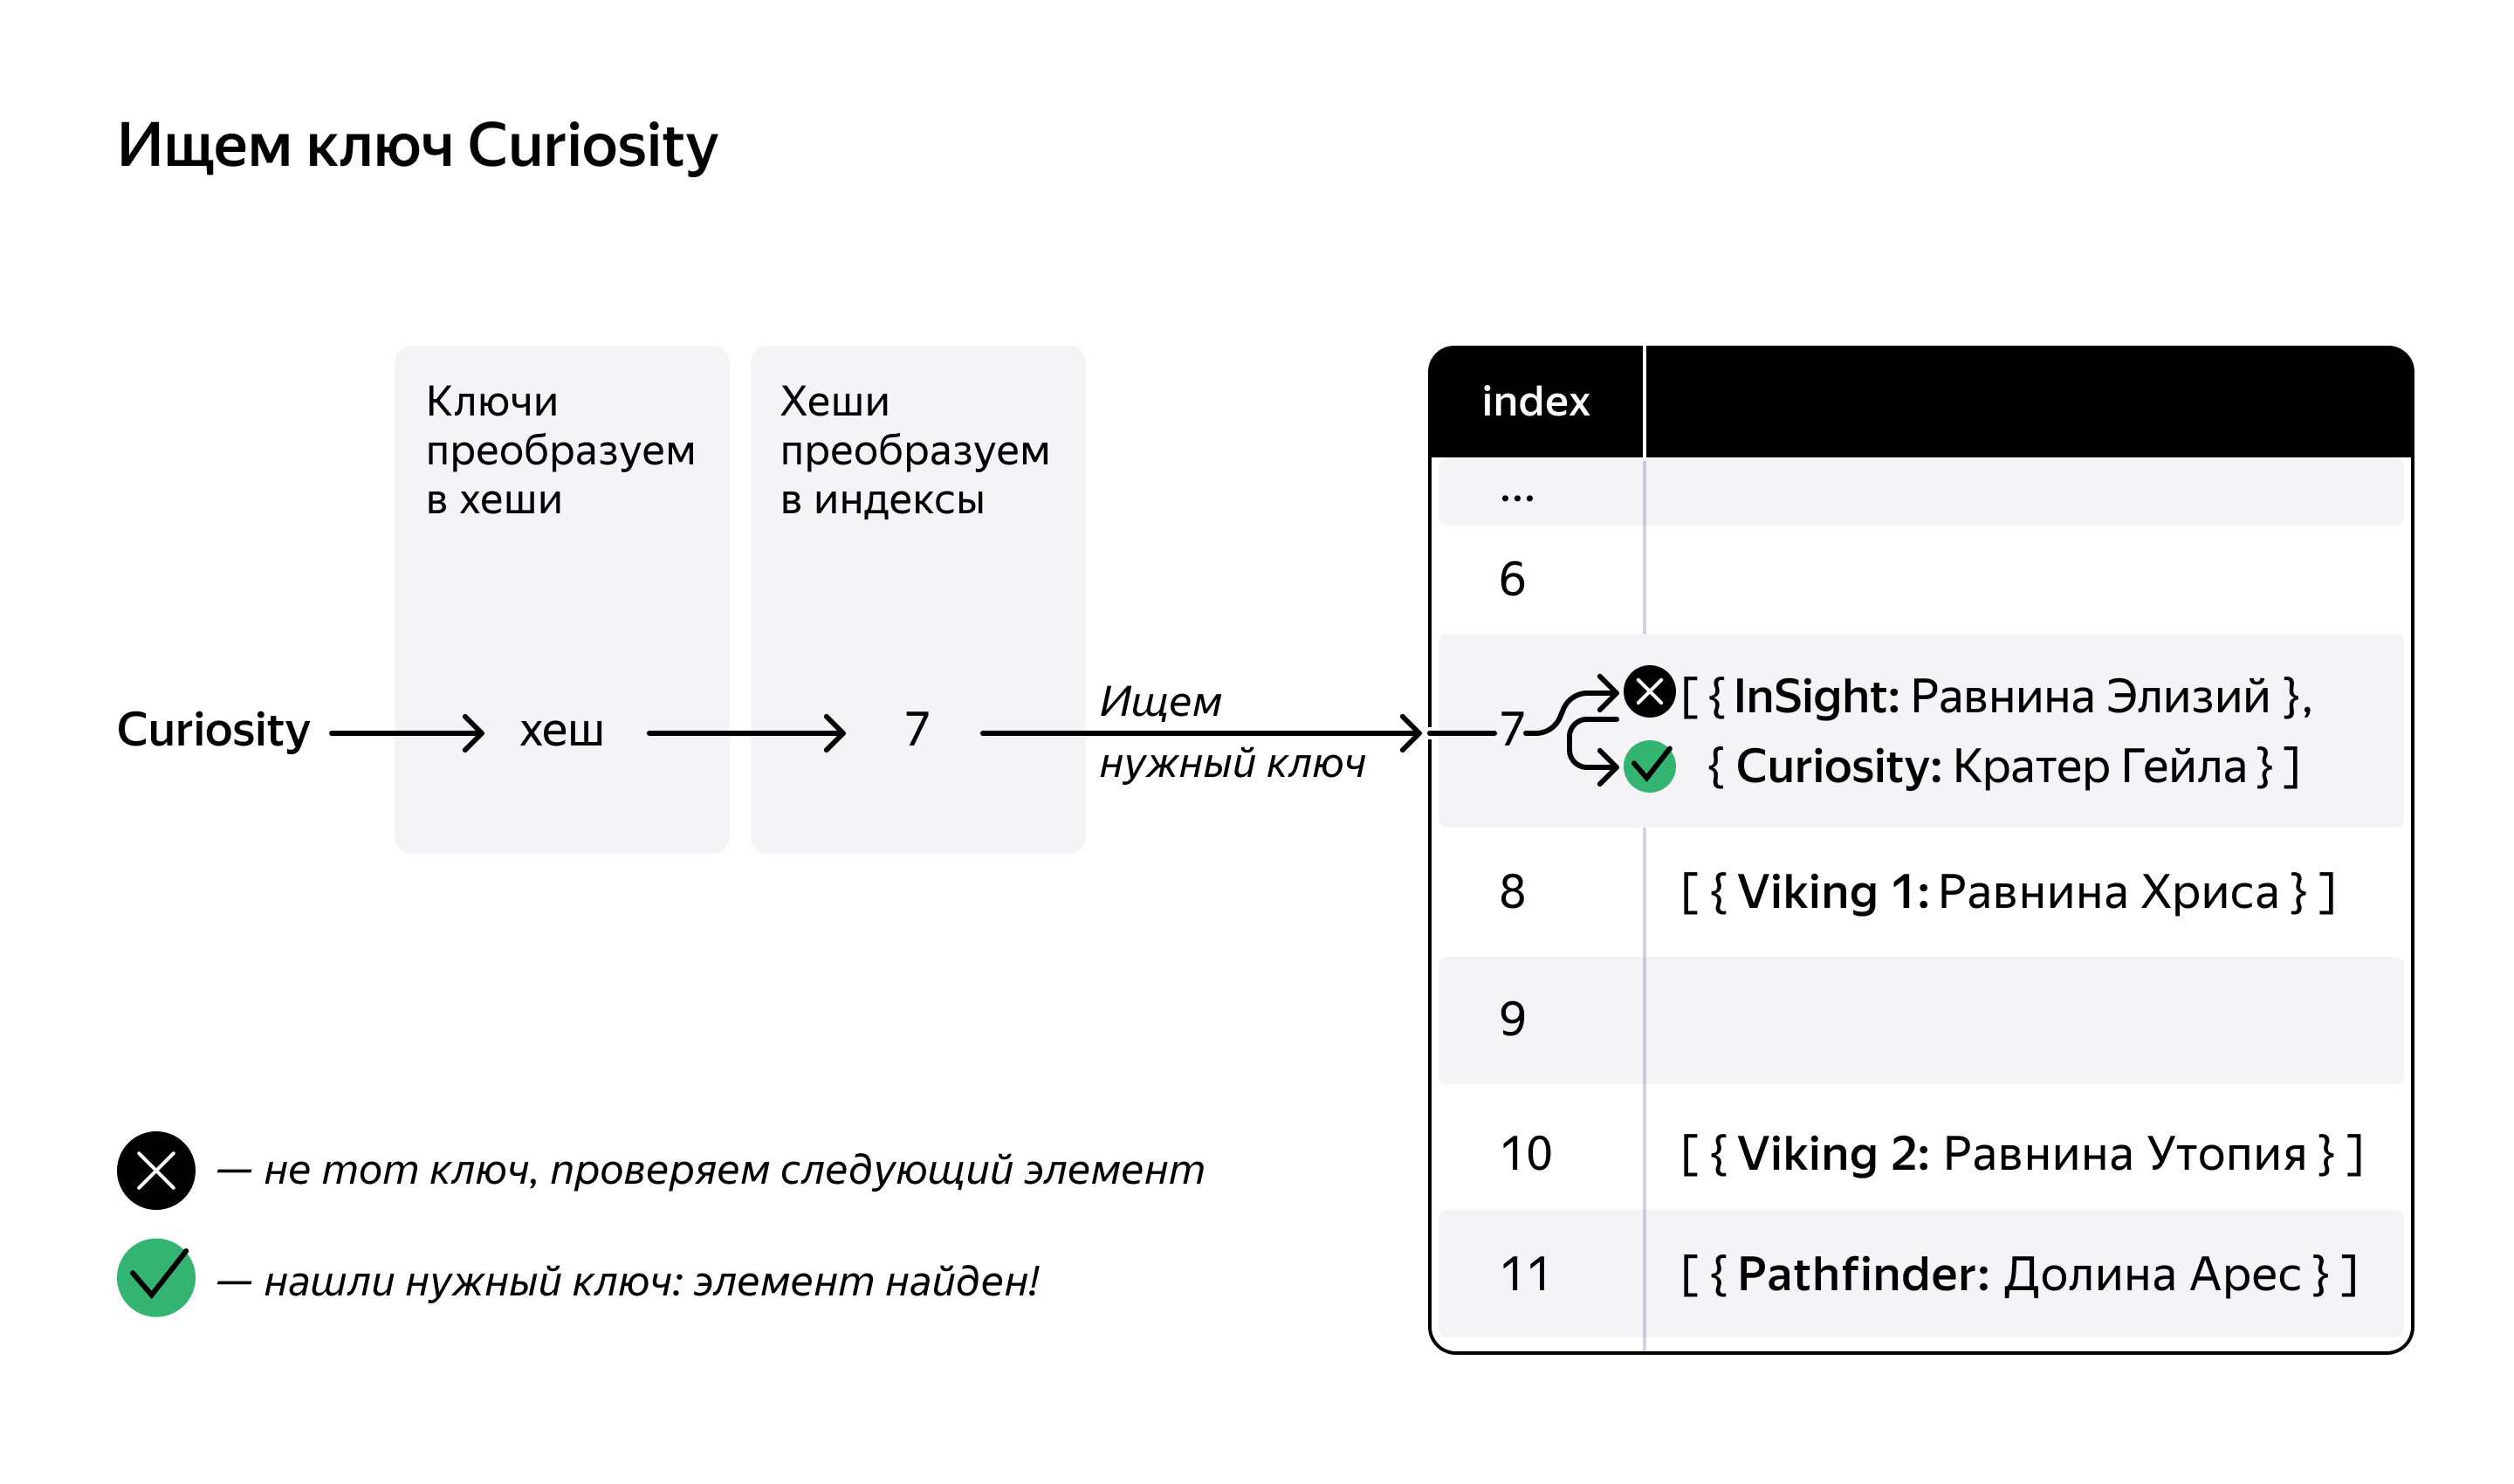 Ищем ключ Curiosity
Ключи
преобразуем
в хеши
Хеши
преобразуем
в индексы
Curiosity
хеш
7
Ищем
нужный ключ
index
...
6
7
[ { InSight: Равнина Элизий },
{ Curiosity: Кратер Гейла } ]
8 [ { Viking 1: Равнина Хриса } ]
9
10 [ { Viking 2: Равнина Утопия } ]
11 [ { Pathfinder: Долина Арес } ]
— не тот ключ, проверяем следующий элемент
— нашли нужный ключ: элемент найден!